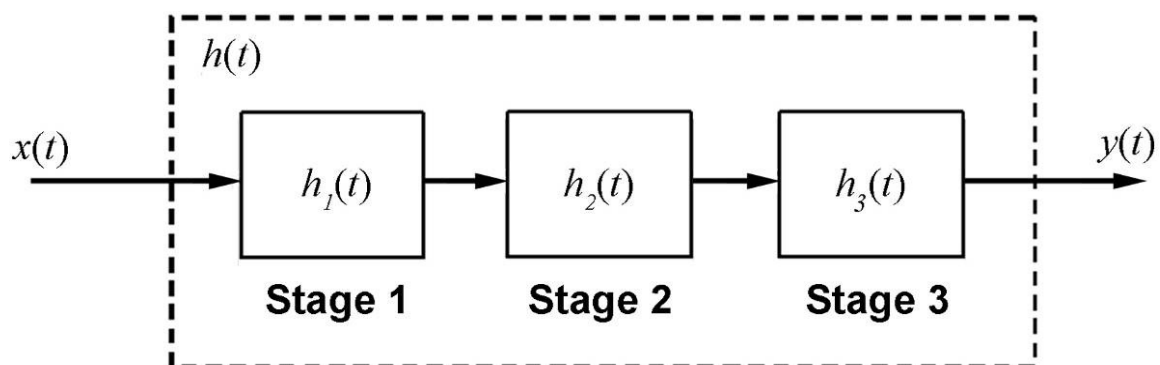 h(t)
x(t)
h₁(t)
h₂(t)
h₃(t)
y(t)
Stage 1
Stage 2
Stage 3